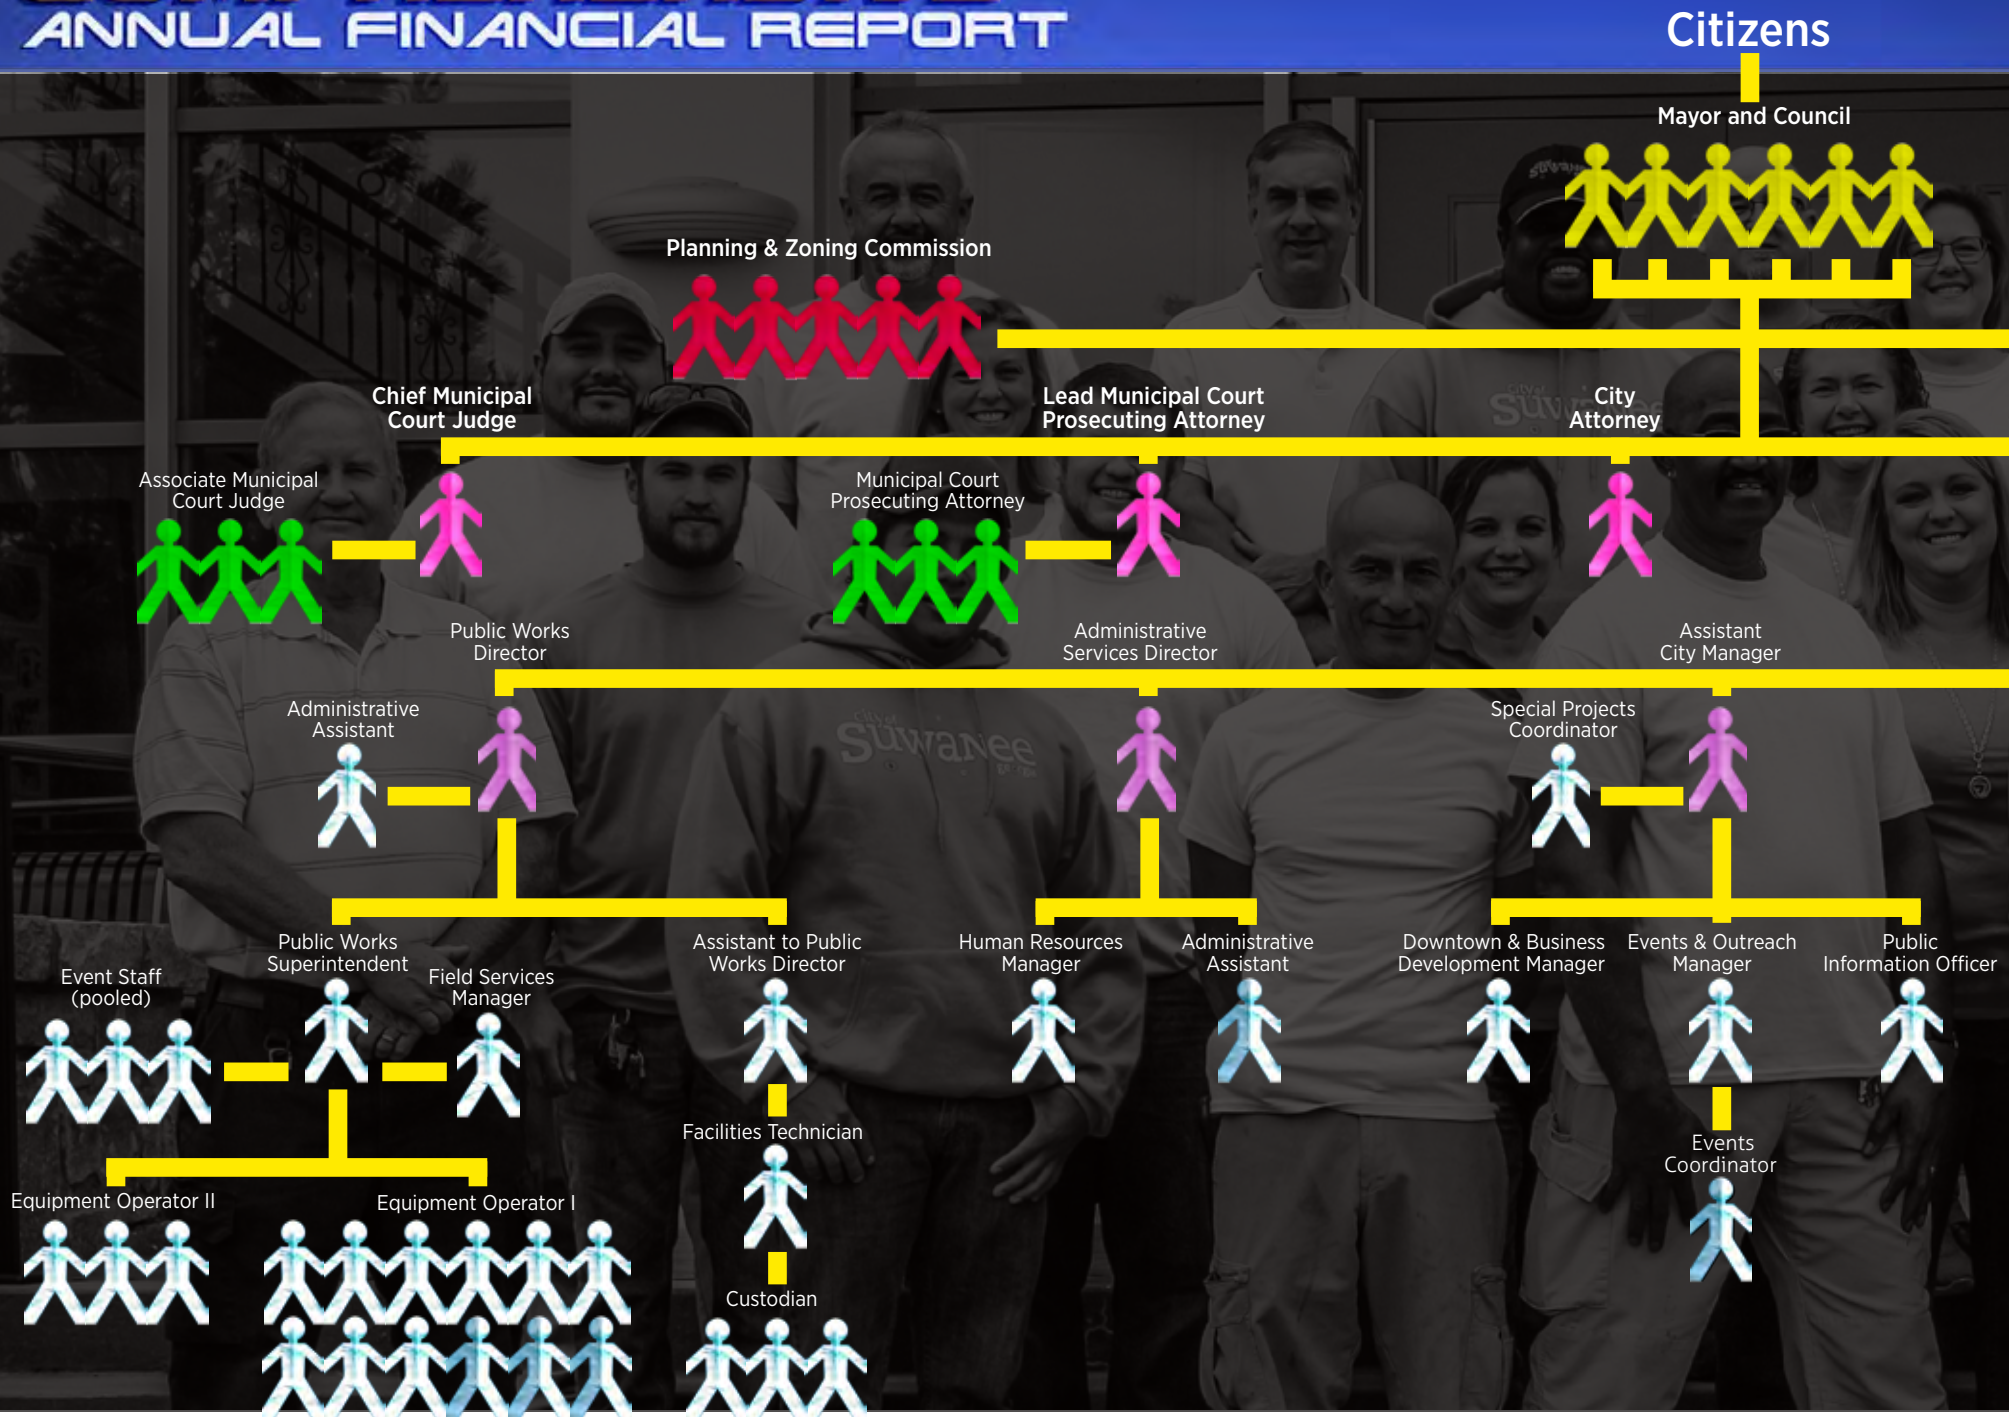 ANNUAL FINANCIAL REPORT
Citizens
Mayor and Council
Planning & Zoning Commission
Chief Municipal
Court Judge
Lead Municipal Court
Prosecuting Attorney
City
Attorney
Associate Municipal
Court Judge
Municipal Court
Prosecuting Attorney
Public Works
Director
Administrative
Services Director
Assistant
City Manager
Administrative
Assistant
Special Projects
Coordinator
city of
Suwanee
Public Works
Superintendent
Assistant to Public
Works Director
Human Resources
Manager
Administrative
Assistant
Downtown & Business
Development Manager
Events & Outreach
Manager
Public
Information Officer
Event Staff
(pooled)
Field Services
Manager
Facilities Technician
Events
Coordinator
Equipment Operator II
Equipment Operator I
Custodian